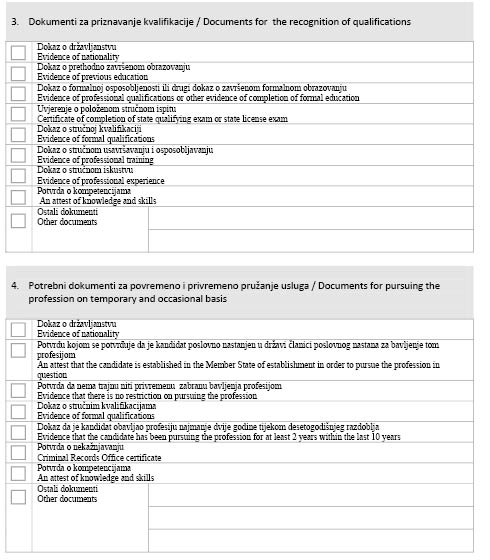 3. Dokumenti za priznavanje kvalifikacije / Documents for the recognition of qualifications
Dokaz o državljanstvu
Evidence of nationality
Dokaz o prethodno završenom obrazovanju
Evidence of previous education
Dokaz o formalnoj osposobljenosti ili drugi dokaz o završenom formalnom obrazovanju
Evidence of professional qualifications or other evidence of completion of formal education
Uvjerenje o položenom stručnom ispitu
Certificate of completion of state qualifying exam or state license exam
Dokaz o stručnoj kvalifikaciji
Evidence of formal qualifications
Dokaz o stručnom usavršavanju i osposobljavanju
Evidence of professional training
Dokaz o stručnom iskustvu
Evidence of professional experience
Potvrda o kompetencijama
An attest of knowledge and skills
Ostali dokumenti
Other documents
4. Potrebni dokumenti za povremeno i privremeno pružanje usluga / Documents for pursuing the
profession on temporary and occasional basis
Dokaz o državljanstvu
Evidence of nationality
Potvrdu kojom se potvrđuje da je kandidat poslovno nastanjen u državi članici poslovnog nastana za bavljenje tom
profesijom
An attest that the candidate is established in the Member State of establishment in order to pursue the profession in
question
Potvrda da nema trajnu niti privremenu zabranu bavljenja profesijom
Evidence that there is no restriction on pursuing the profession
Dokaz o stručnim kvalifikacijama
Evidence of formal qualifications
Dokaz da je kandidat obavljao profesiju najmanje dvije godine tijekom desetogodišnjeg razdoblja
Evidence that the candidate has been pursuing the profession for at least 2 years within the last 10 years
Potvrda o nekažnjavanju
Criminal Records Office certificate
Potvrda o kompetencijama
An attest of knowledge and skills
Ostali dokumenti
Other documents